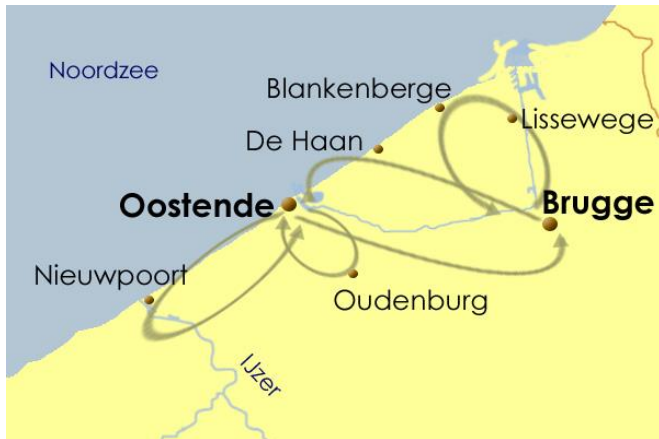 Noordzee
Blankenberge
Lissewege
De Haan
Oostende
Brugge
Nieuwpoort
Oudenburg
IJzer